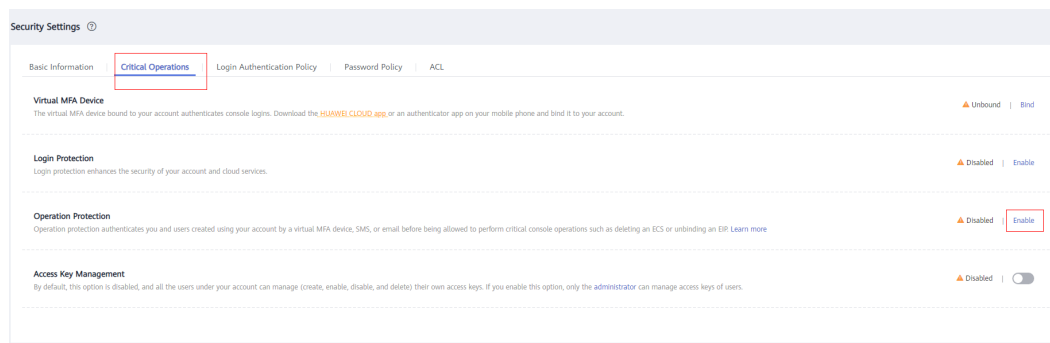 Security Settings ?
Basic Information | Critical Operations | Login Authentication Policy | Password Policy | ACL
Virtual MFA Device
The virtual MFA device bound to your account authenticates console logins. Download the HUAWEI CLOUD app or an authenticator app on your mobile phone and bind it to your account.
Unbound | Bind
Login Protection
Login protection enhances the security of your account and cloud services.
Disabled | Enable
Operation Protection
Operation protection authenticates you and users created using your account by a virtual MFA device, SMS, or email before being allowed to perform critical console operations such as deleting an ECS or unbinding an EIP. Learn more
Disabled | Enable
Access Key Management
By default, this option is disabled, and all the users under your account can manage (create, enable, disable, and delete) their own access keys. If you enable this option, only the administrator can manage access keys of users.
Disabled |